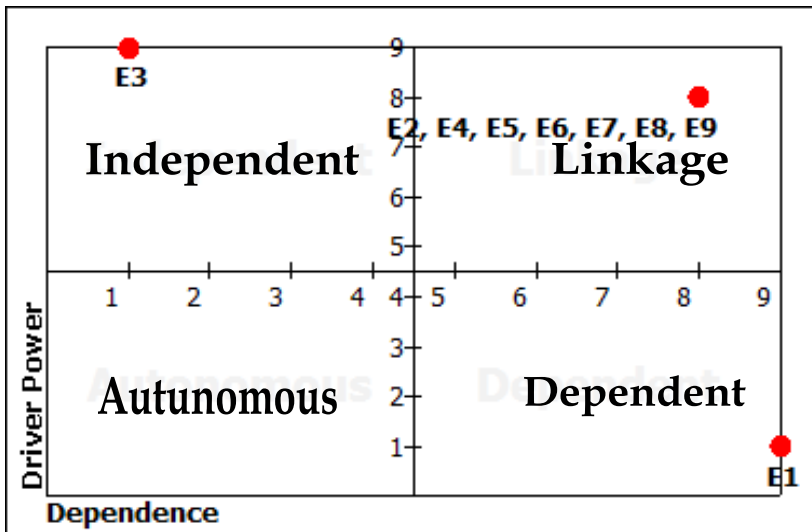 9
E3
8
E2, E4, E5, E6, E7, E8, E9
7
Independent
Linkage
6
5
1 2 3 4 4 5 6 7 8 9
3
Autunomous
Dependent
2
1
E1
Driver Power
Dependence